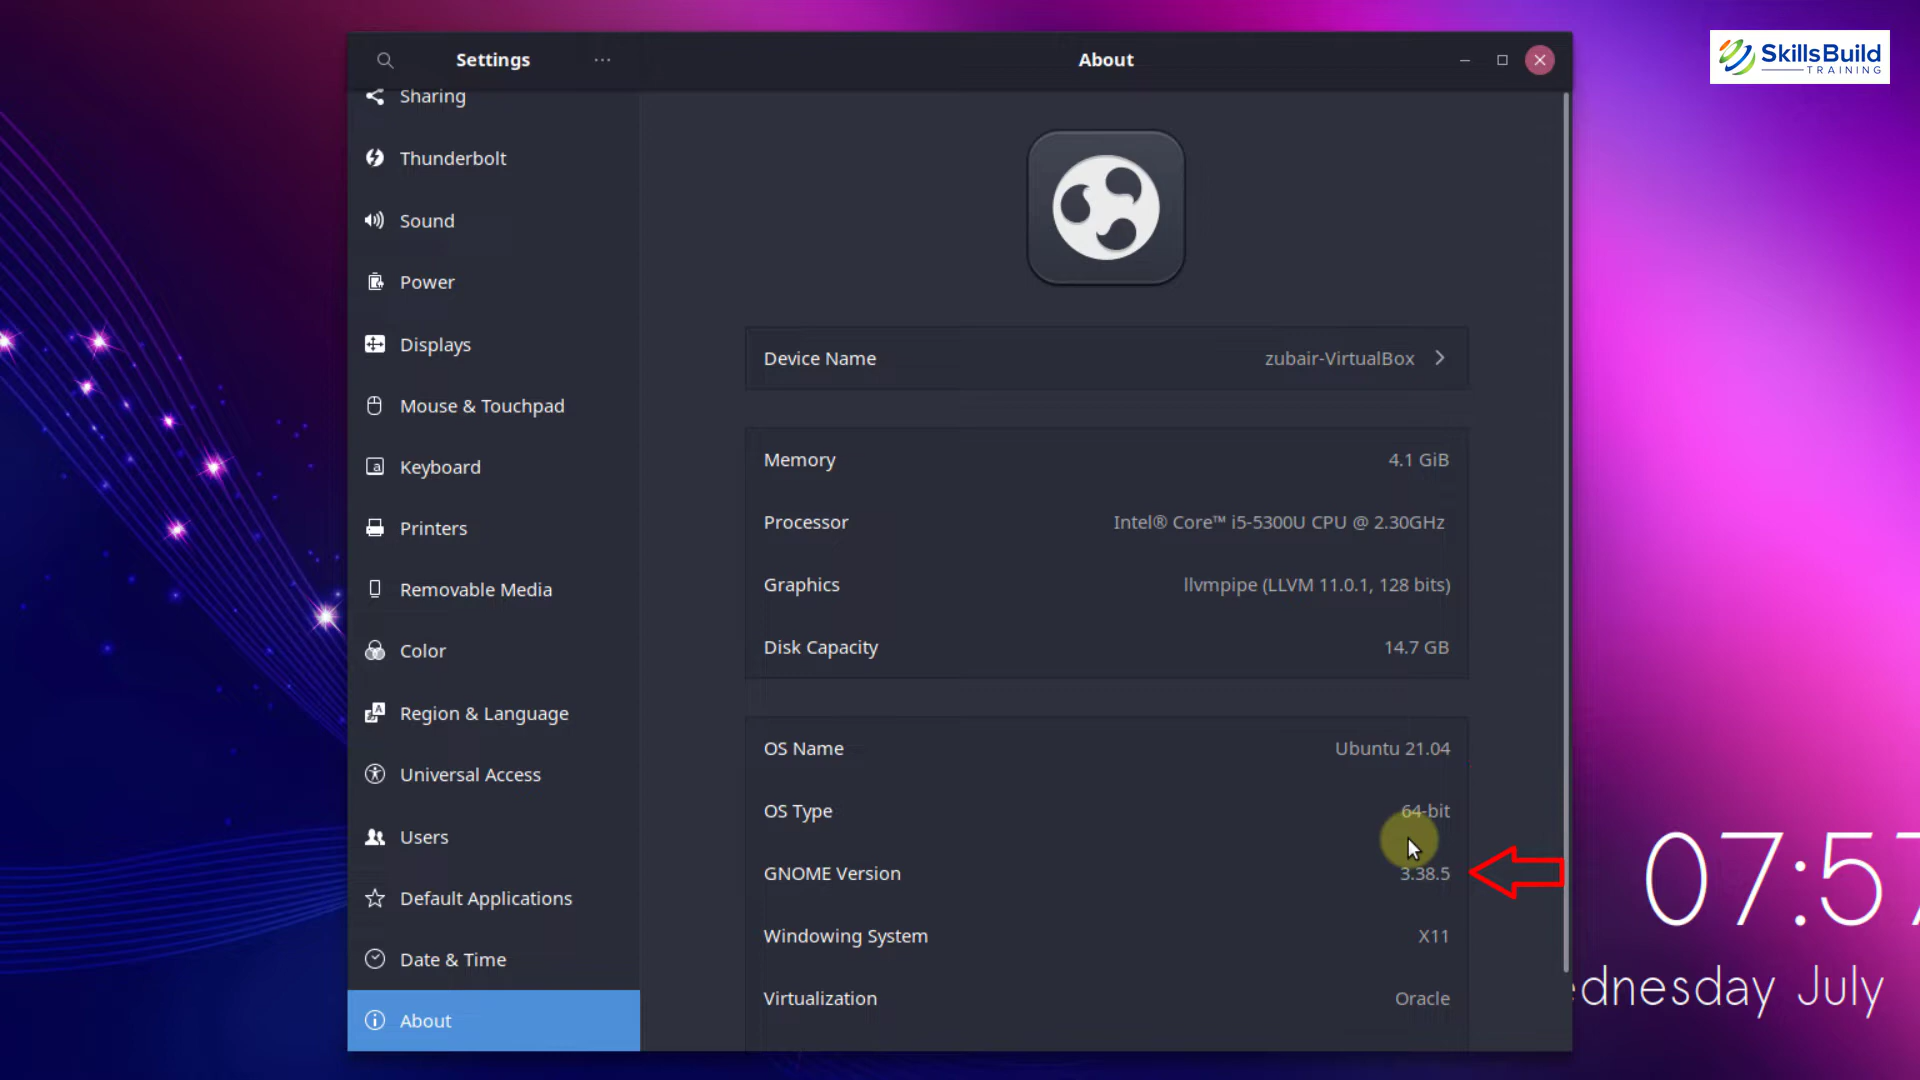 Settings
About
SkillsBuild
TRAINING
Sharing
Thunderbolt
Sound
Power
Displays
Mouse & Touchpad
Keyboard
Printers
Removable Media
Color
Region & Language
Universal Access
Users
Default Applications
Date & Time
About
Device Name zubair-VirtualBox
Memory 4.1 GiB
Processor Intel® Core™ i5-5300U CPU @ 2.30GHz
Graphics llvmpipe (LLVM 11.0.1, 128 bits)
Disk Capacity 14.7 GB
OS Name Ubuntu 21.04
OS Type 64-bit
GNOME Version 3.38.5
Windowing System X11
Virtualization Oracle
07:57
ednesday July